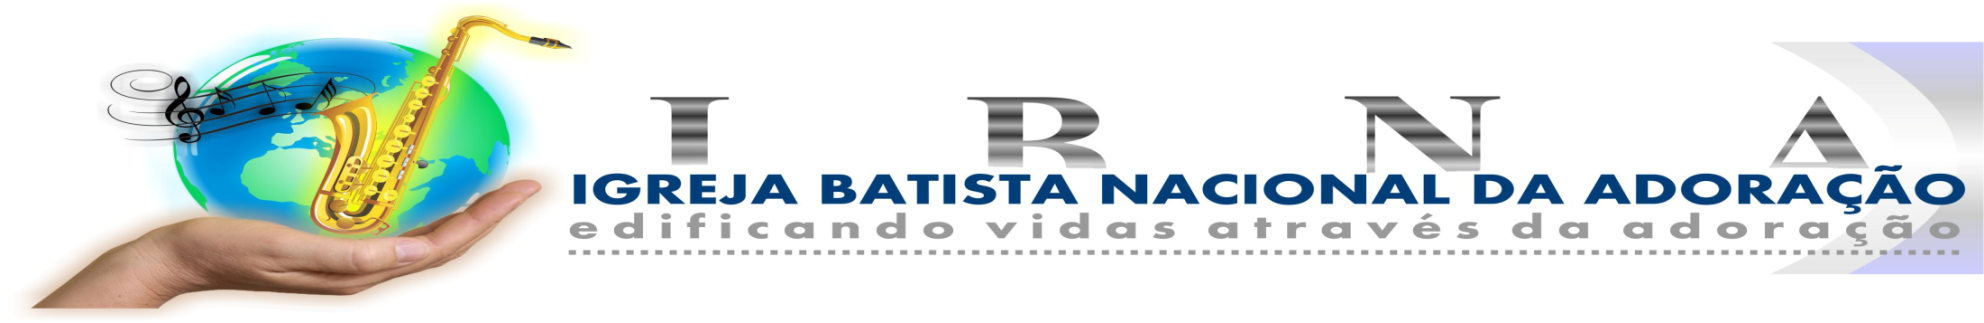 I B N A
IGREJA BATISTA NACIONAL DA ADORAÇÃO
edificando vidas através da adoração